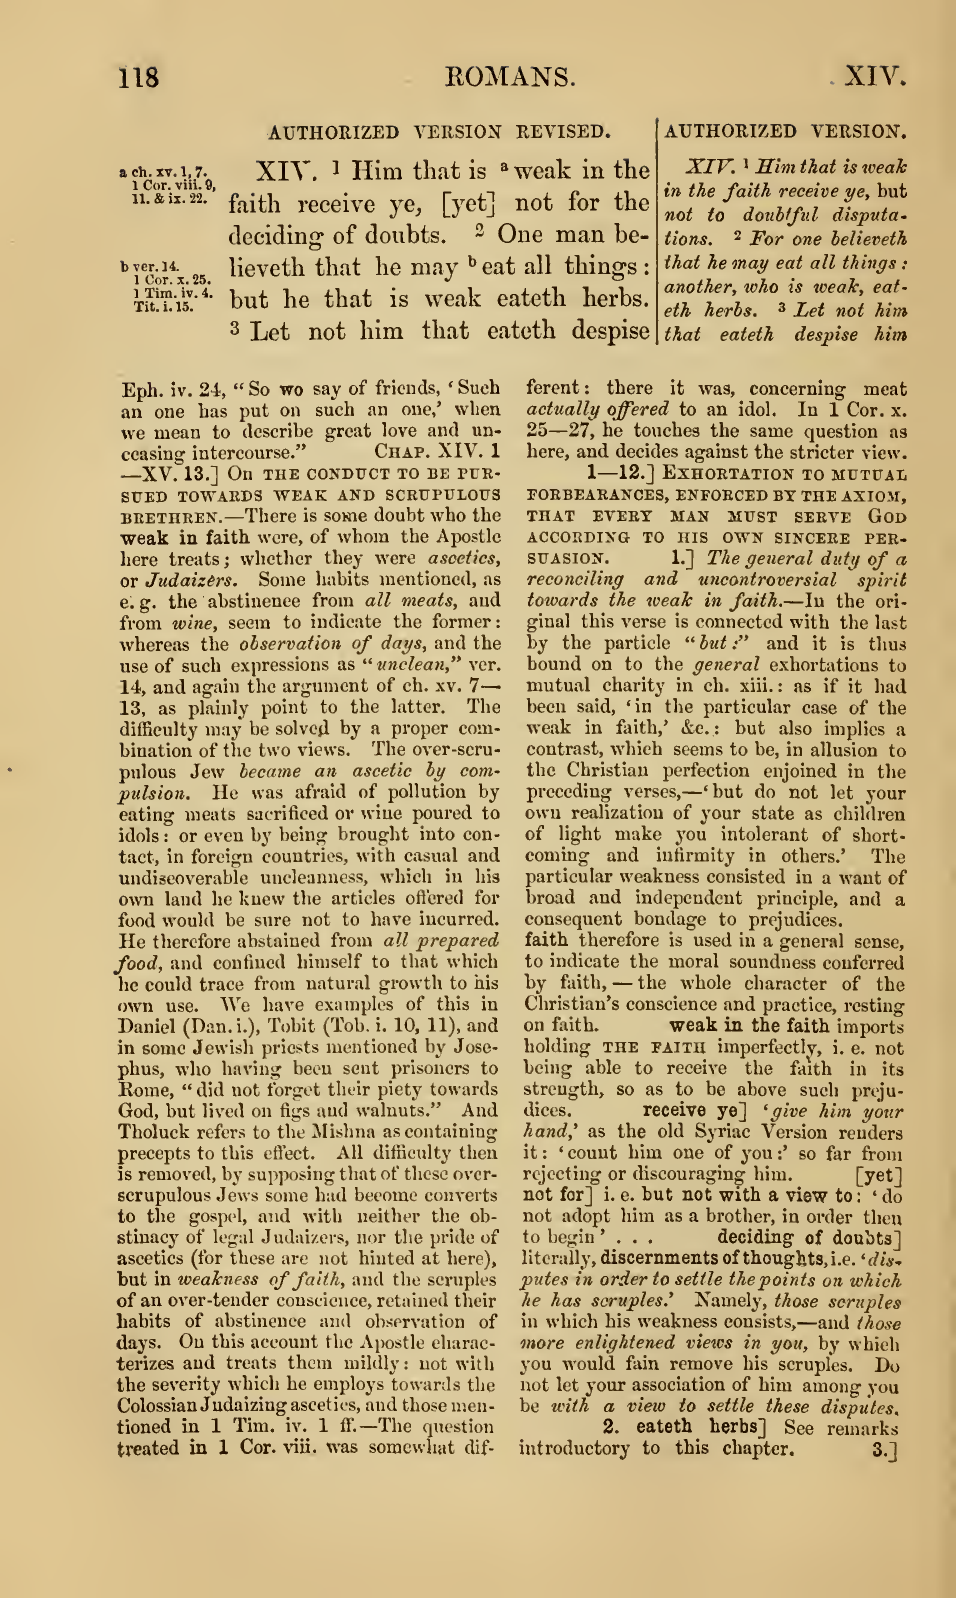 118
ROMANS.
XIV.
AUTHORIZED VERSION REVISED.
a ch. xv. 1, 7.
1 Cor. viii. 9,
11. & ix. 22.
b ver. 14.
1 Cor. x. 25.
1 Tim. iv. 4.
Tit. i. 15.
XIV. 1 Him that is a weak in the
faith receive ye, [yet] not for the
deciding of doubts. 2 One man be-
lieveth that he may b eat all things:
but he that is weak eateth herbs.
3 Let not him that eateth despise
AUTHORIZED VERSION.
XIV. 1 Him that is weak
in the faith receive ye, but
not to doubtful disputa-
tions. 2 For one believeth
that he may eat all things:
another, who is weak, eat-
eth herbs. 3 Let not him
that eateth despise him
Eph. iv. 24, “So wo say of friends, ‘Such
an one has put on such an one,’ when
we mean to describe great love and un-
ceasing intercourse.” CHAP. XIV. 1
—XV. 13.] ON THE CONDUCT TO BE PUR-
SUED TOWARDS WEAK AND SCRUPULOUS
BRETHREN.—There is some doubt who the
weak in faith were, of whom the Apostle
here treats; whether they were ascetics,
or Judaizers. Some habits mentioned, as
e. g. the abstinence from all meats, and
from wine, seem to indicate the former:
whereas the observation of days, and the
use of such expressions as “unclean,” ver.
14, and again the argument of ch. xv. 7—
13, as plainly point to the latter. The
difficulty may be solved by a proper com-
bination of the two views. The over-scru-
pulous Jew became an ascetic by com-
pulsion. He was afraid of pollution by
eating meats sacrificed or wine poured to
idols: or even by being brought into con-
tact, in foreign countries, with casual and
undiscoverable uncleanness, which in his
own land he knew the articles offered for
food would be sure not to have incurred.
He therefore abstained from all prepared
food, and confined himself to that which
he could trace from natural growth to his
own use. We have examples of this in
Daniel (Dan. i.), Tobit (Tob. i. 10, 11), and
in some Jewish priests mentioned by Jose-
phus, who having been sent prisoners to
Rome, “did not forget their piety towards
God, but lived on figs and walnuts.” And
Tholuck refers to the Mishna as containing
precepts to this effect. All difficulty then
is removed, by supposing that of these over-
scrupulous Jews some had become converts
to the gospel, and with neither the ob-
stinacy of legal Judaizers, nor the pride of
ascetics (for these are not hinted at here),
but in weakness of faith, and the scruples
of an over-tender conscience, retained their
habits of abstinence and observation of
days. On this account the Apostle charac-
terizes and treats them mildly: not with
the severity which he employs towards the
Colossian Judaizing ascetics, and those men-
tioned in 1 Tim. iv. 1 ff.—The question
treated in 1 Cor. viii. was somewhat dif-
ferent: there it was, concerning meat
actually offered to an idol. In 1 Cor. x.
25—27, he touches the same question as
here, and decides against the stricter view.
1—12.] EXHORTATION TO MUTUAL
FORBEARANCES, ENFORCED BY THE AXIOM,
THAT EVERY MAN MUST SERVE GOD
ACCORDING TO HIS OWN SINCERE PER-
SUASION. 1.] The general duty of a
reconciling and uncontroversial spirit
towards the weak in faith.—In the ori-
ginal this verse is connected with the last
by the particle “but:” and it is thus
bound on to the general exhortations to
mutual charity in ch. xiii.: as if it had
been said, ‘in the particular case of the
weak in faith,’ &c.: but also implies a
contrast, which seems to be, in allusion to
the Christian perfection enjoined in the
preceding verses,—‘but do not let your
own realization of your state as children
of light make you intolerant of short-
coming and infirmity in others.’ The
particular weakness consisted in a want of
broad and independent principle, and a
consequent bondage to prejudices.
faith therefore is used in a general sense,
to indicate the moral soundness conferred
by faith,—the whole character of the
Christian’s conscience and practice, resting
on faith. weak in the faith imports
holding THE FAITH imperfectly, i. e. not
being able to receive the faith in its
strength, so as to be above such preju-
dices. receive ye] ‘give him your
hand,’ as the old Syriac Version renders
it: ‘count him one of you:’ so far from
rejecting or discouraging him. [yet]
not for] i. e. but not with a view to: ‘do
not adopt him as a brother, in order then
to begin’ . . . deciding of doubts]
literally, discernments of thoughts, i.e. ‘dis-
putes in order to settle the points on which
he has scruples.’ Namely, those scruples
in which his weakness consists,—and those
more enlightened views in you, by which
you would fain remove his scruples. Do
not let your association of him among you
be with a view to settle these disputes.
2. eateth herbs] See remarks
introductory to this chapter. 3.]